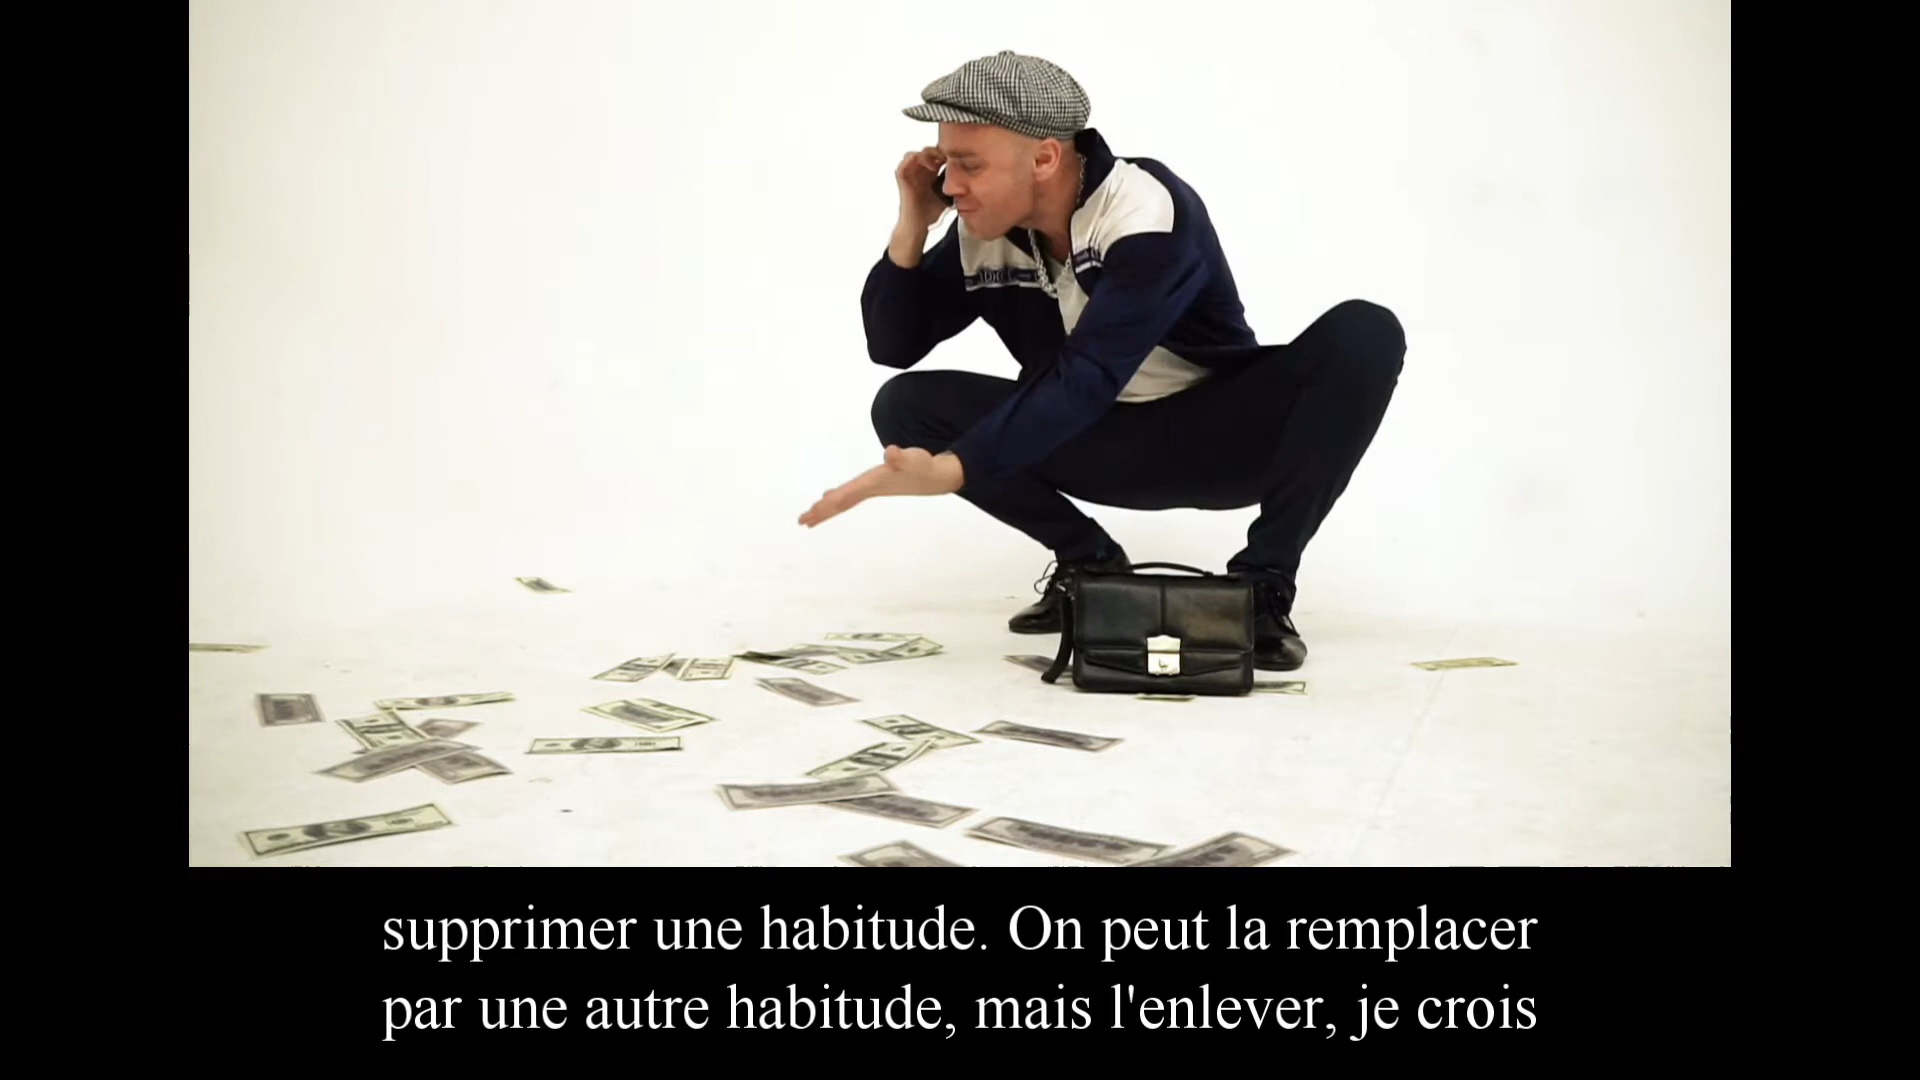 supprimer une habitude. On peut la remplacer
par une autre habitude, mais l'enlever, je crois